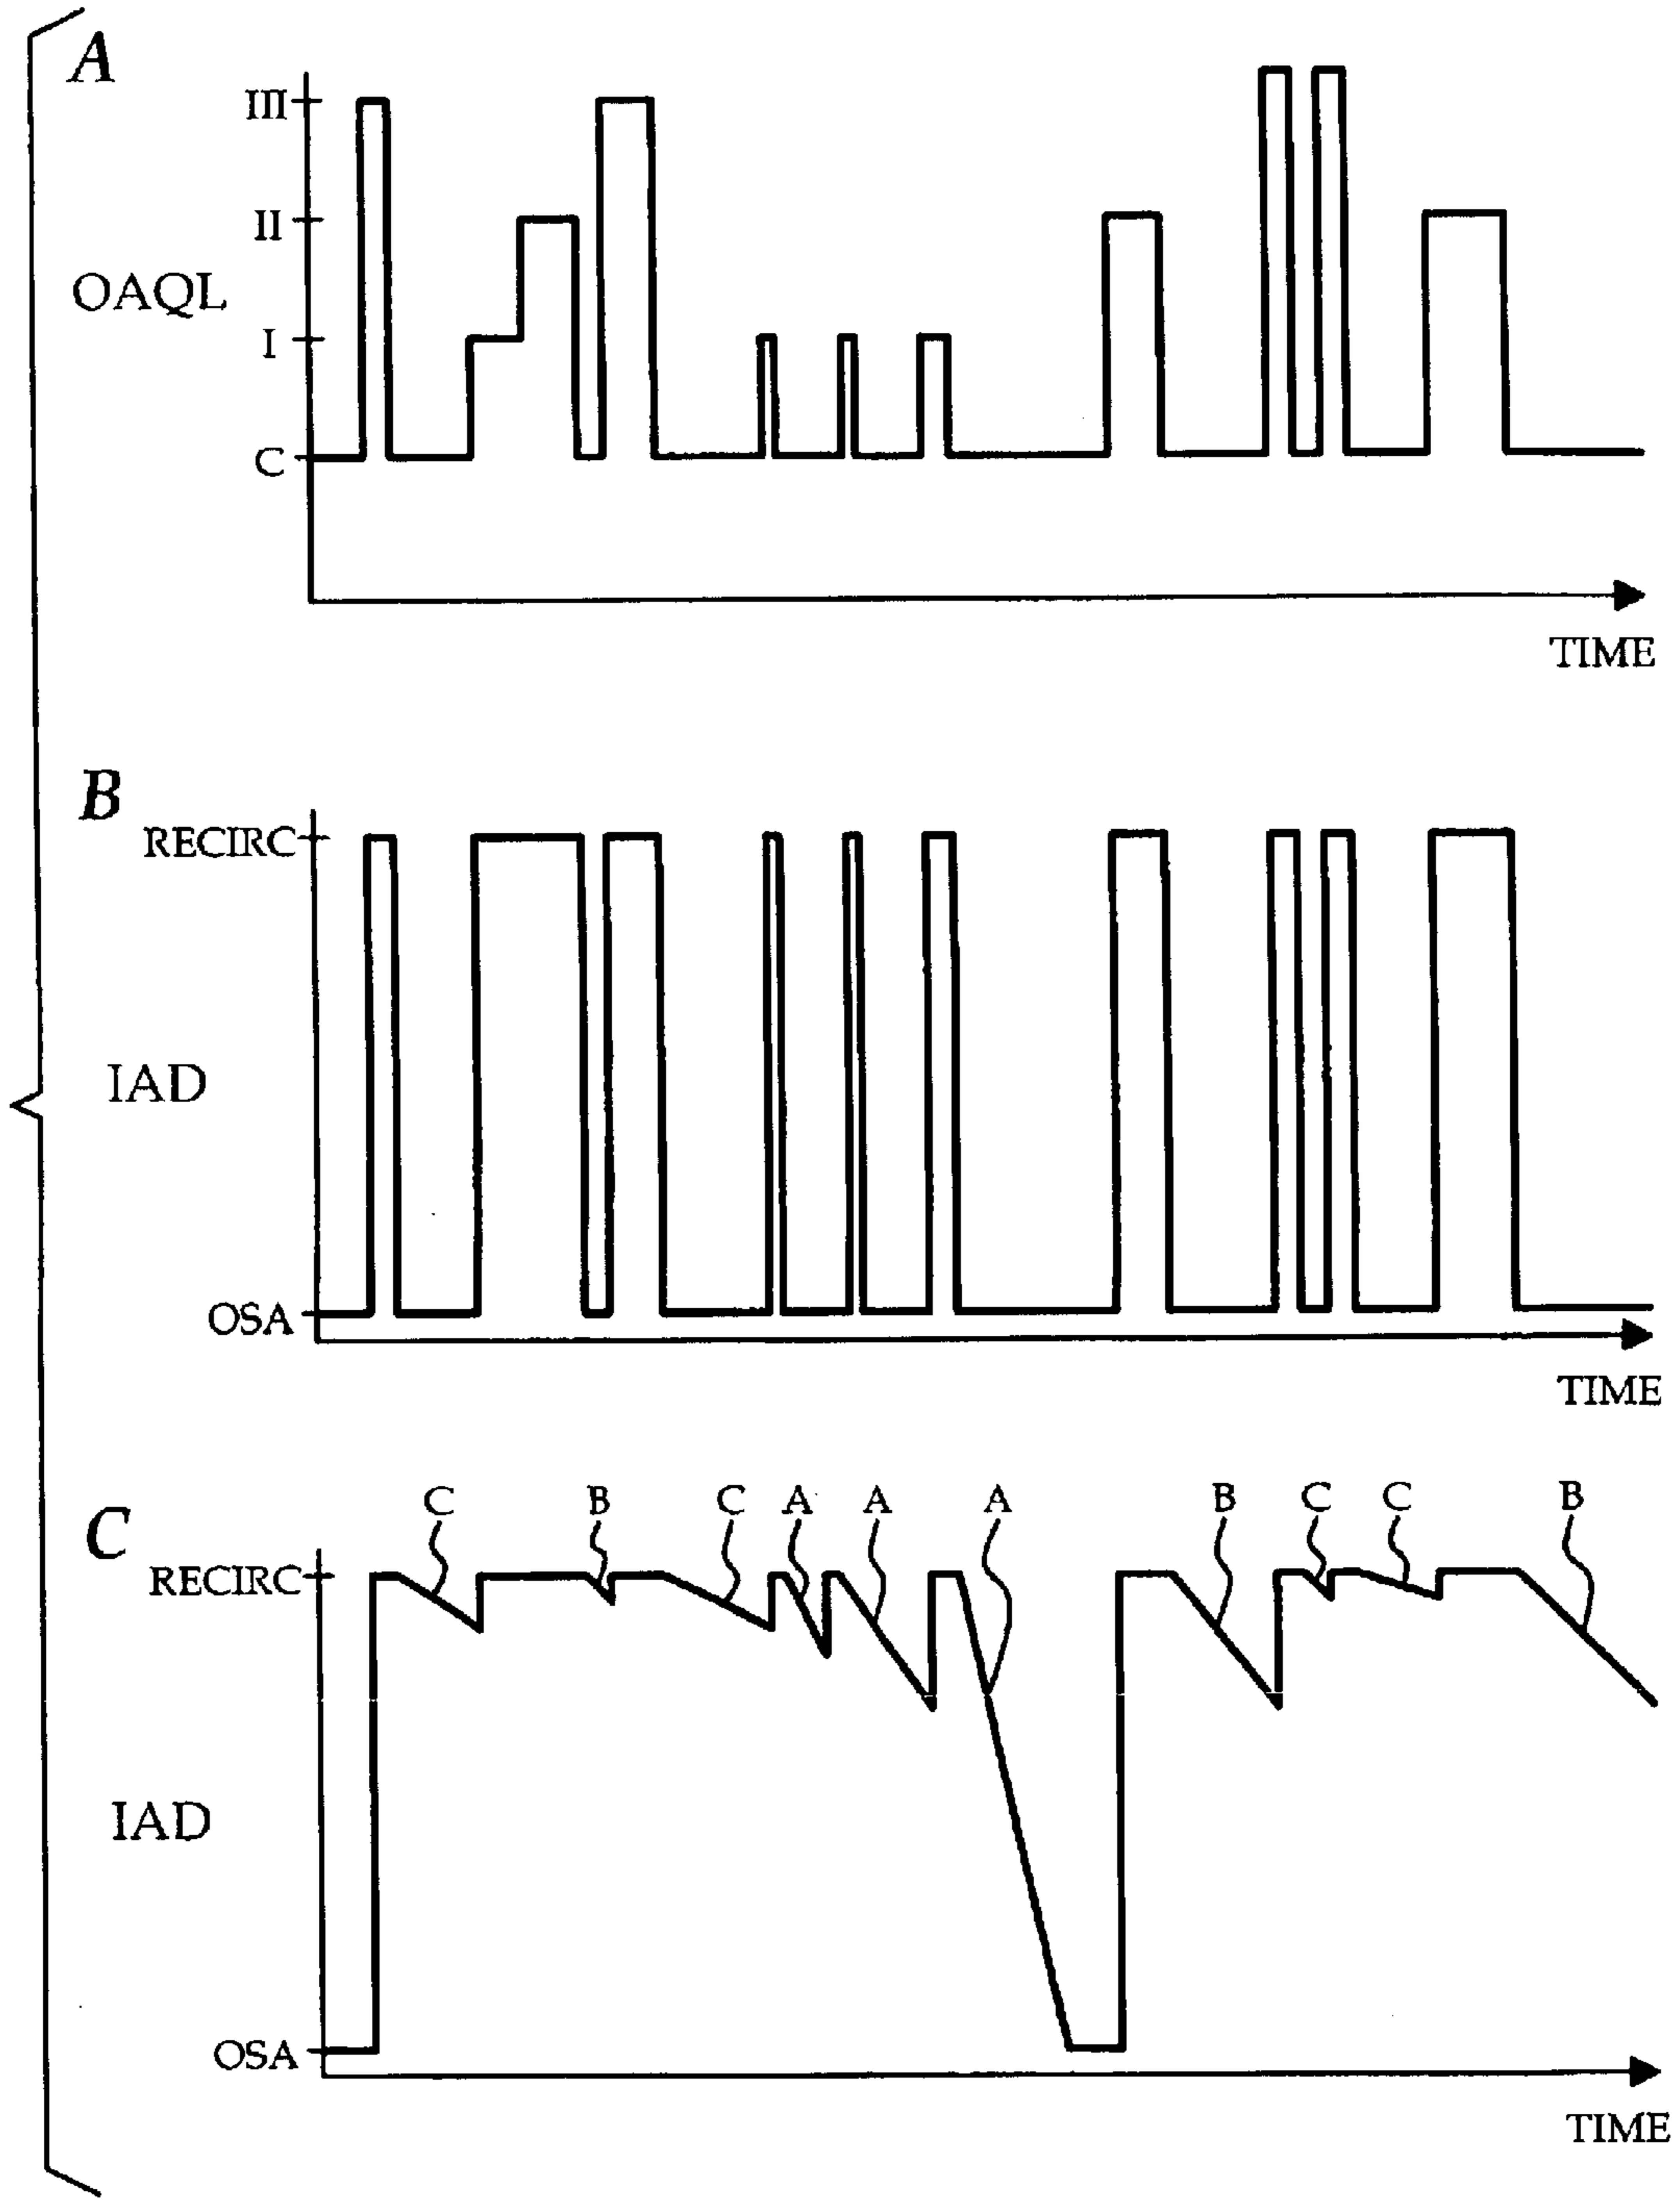 A
III
II
OAQL
I
C
TIME
B
RECIRC
IAD
OSA
TIME
C B C A A A B C C B
C
RECIRC
IAD
OSA
TIME